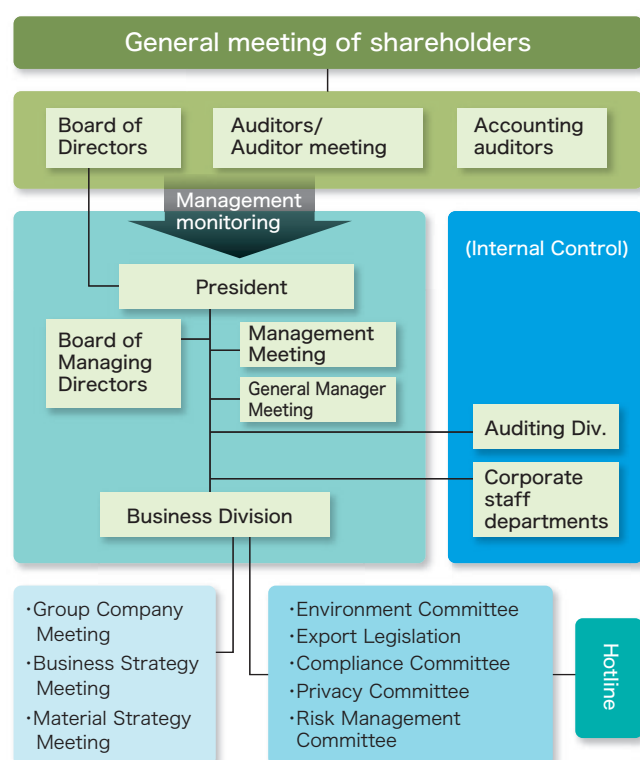 General meeting of shareholders
Board of
Directors
Auditors/
Auditor meeting
Accounting
auditors
Management
monitoring
(Internal Control)
President
Board of
Managing
Directors
Management
Meeting
General Manager
Meeting
Auditing Div.
Corporate
staff
departments
Business Division
・Group Company
Meeting
・Business Strategy
Meeting
・Material Strategy
Meeting
・Environment Committee
・Export Legislation
・Compliance Committee
・Privacy Committee
・Risk Management
Committee
Hotline